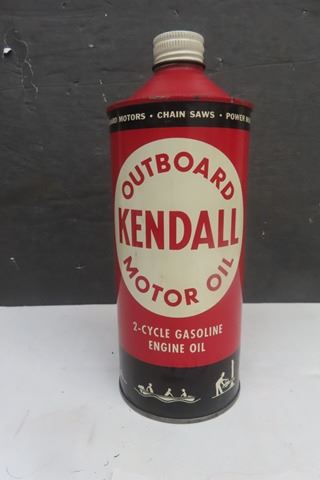 MOTORS • CHAIN SAWS • POWER
OUTBOARD
KENDALL
MOTOR OIL
2-CYCLE GASOLINE
ENGINE OIL